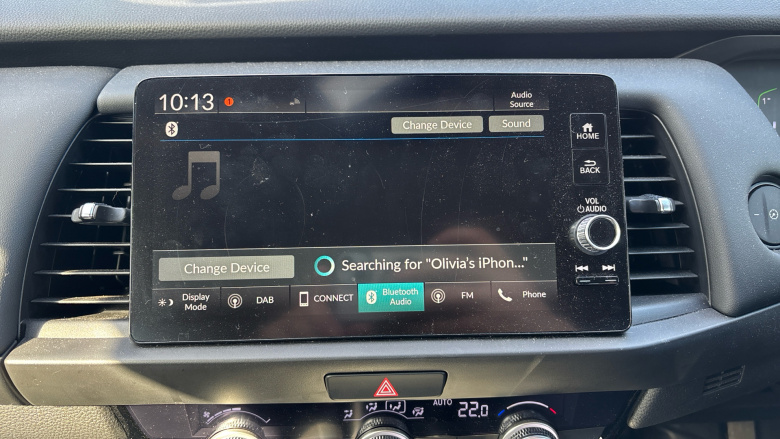 10:13
Audio
Source
Change Device
Sound
HOME
BACK
VOL
AUDIO
Change Device
Searching for "Olivia's iPhon..."
Display
Mode
DAB
CONNECT
Bluetooth
Audio
FM
Phone
AUTO
22.0